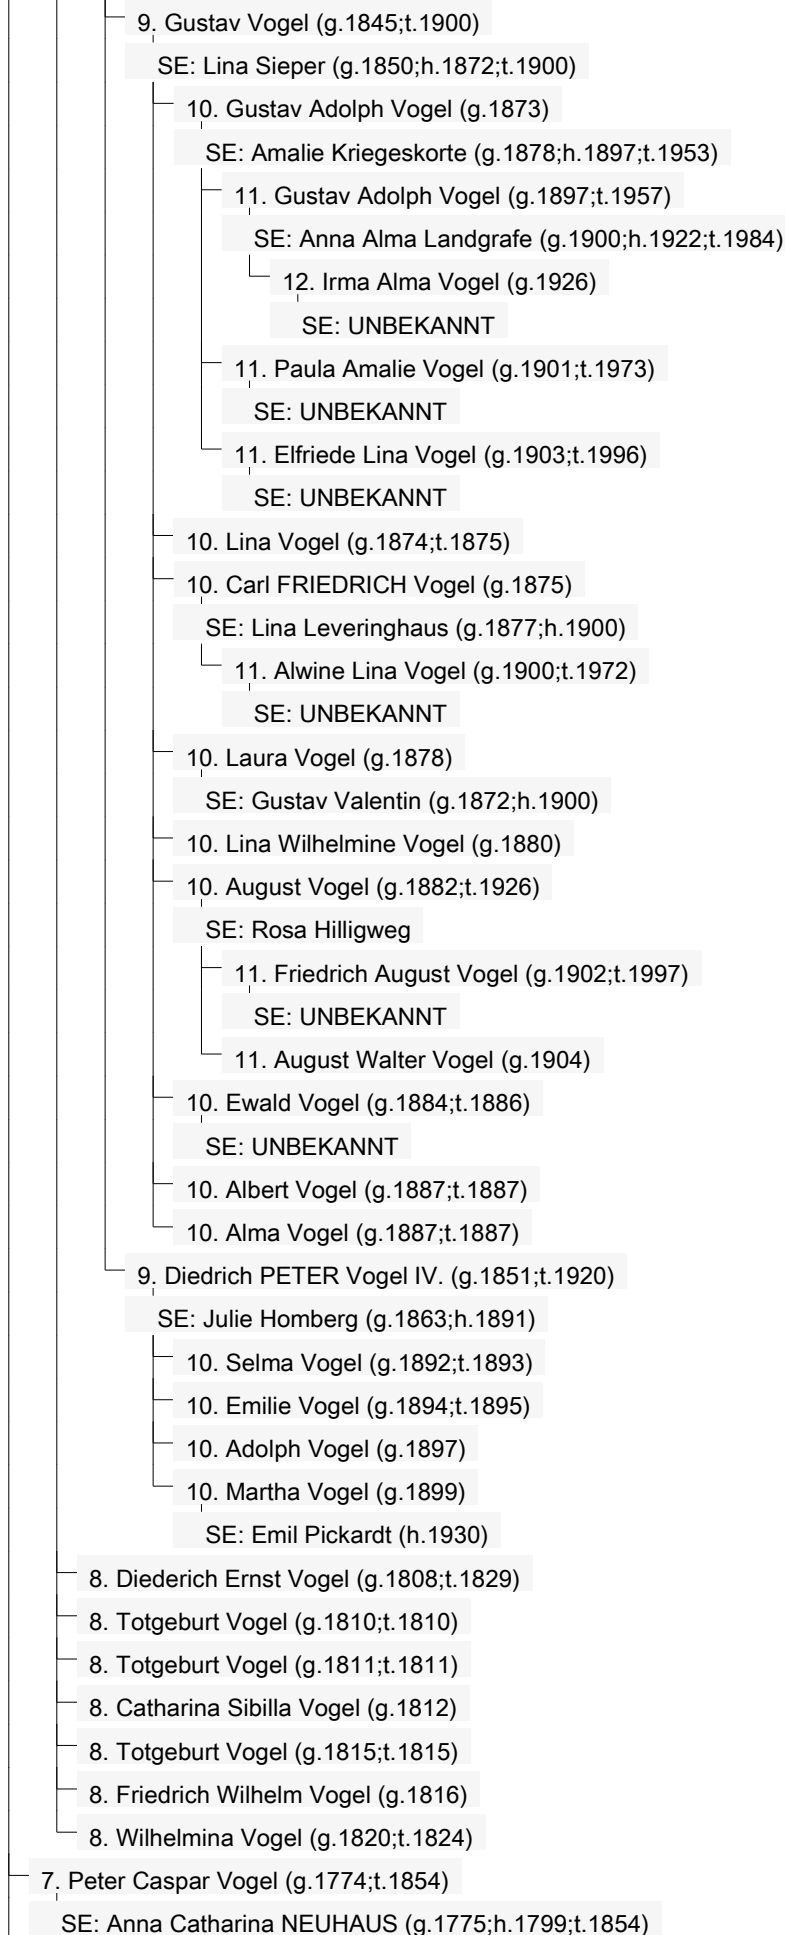 9. Gustav Vogel (g.1845;t.1900)
SE: Lina Sieper (g.1850;h.1872;t.1900)
10. Gustav Adolph Vogel (g.1873)
SE: Amalie Kriegeskorte (g.1878;h.1897;t.1953)
11. Gustav Adolph Vogel (g.1897;t.1957)
SE: Anna Alma Landgrafe (g.1900;h.1922;t.1984)
12. Irma Alma Vogel (g.1926)
SE: UNBEKANNT
11. Paula Amalie Vogel (g.1901;t.1973)
SE: UNBEKANNT
11. Elfriede Lina Vogel (g.1903;t.1996)
SE: UNBEKANNT
10. Lina Vogel (g.1874;t.1875)
10. Carl FRIEDRICH Vogel (g.1875)
SE: Lina Leveringhaus (g.1877;h.1900)
11. Alwine Lina Vogel (g.1900;t.1972)
SE: UNBEKANNT
10. Laura Vogel (g.1878)
SE: Gustav Valentin (g.1872;h.1900)
10. Lina Wilhelmine Vogel (g.1880)
10. August Vogel (g.1882;t.1926)
SE: Rosa Hilligweg
11. Friedrich August Vogel (g.1902;t.1997)
SE: UNBEKANNT
11. August Walter Vogel (g.1904)
10. Ewald Vogel (g.1884;t.1886)
SE: UNBEKANNT
10. Albert Vogel (g.1887;t.1887)
10. Alma Vogel (g.1887;t.1887)
9. Diedrich PETER Vogel IV. (g.1851;t.1920)
SE: Julie Homberg (g.1863;h.1891)
10. Selma Vogel (g.1892;t.1893)
10. Emilie Vogel (g.1894;t.1895)
10. Adolph Vogel (g.1897)
10. Martha Vogel (g.1899)
SE: Emil Pickardt (h.1930)
8. Diederich Ernst Vogel (g.1808;t.1829)
8. Totgeburt Vogel (g.1810;t.1810)
8. Totgeburt Vogel (g.1811;t.1811)
8. Catharina Sibilla Vogel (g.1812)
8. Totgeburt Vogel (g.1815;t.1815)
8. Friedrich Wilhelm Vogel (g.1816)
8. Wilhelmina Vogel (g.1820;t.1824)
7. Peter Caspar Vogel (g.1774;t.1854)
SE: Anna Catharina NEUHAUS (g.1775;h.1799;t.1854)